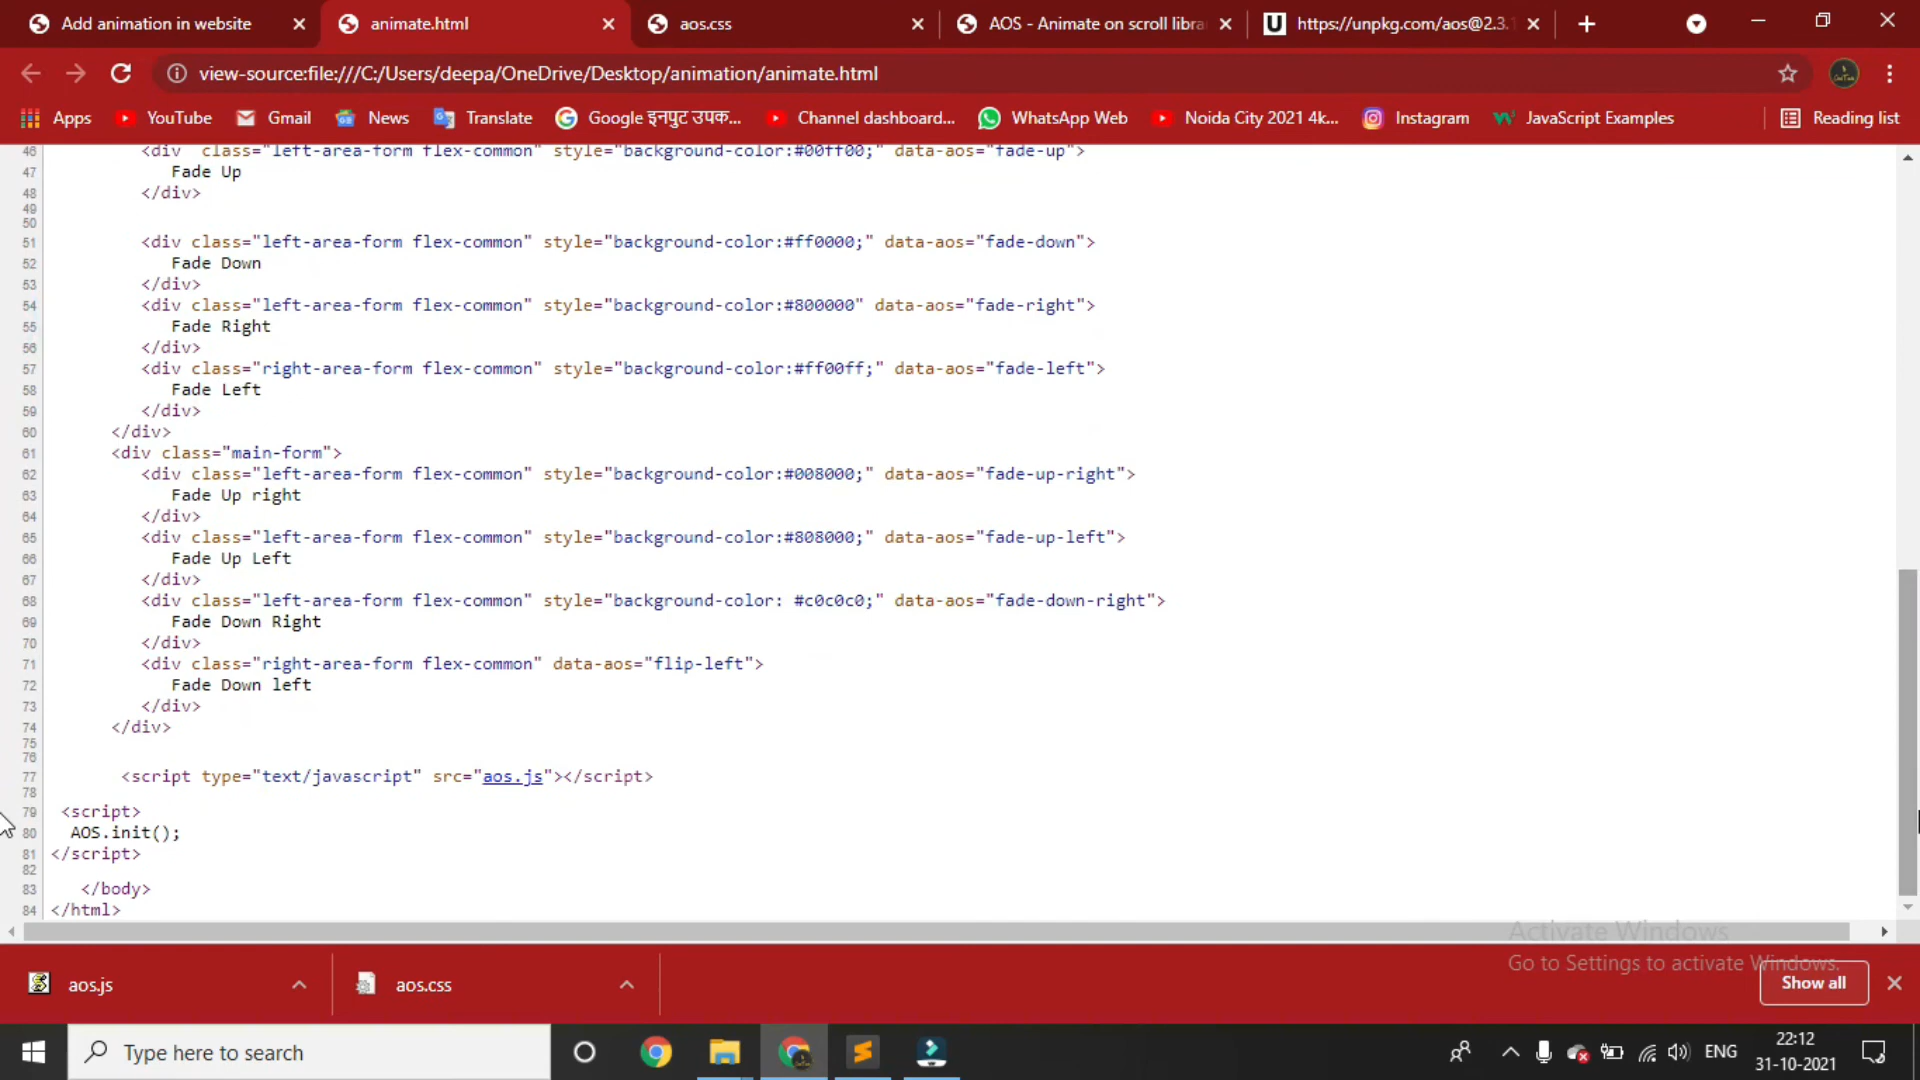 Add animation in website
animate.html
aos.css
AOS - Animate on scroll libra
https://unpkg.com/aos@2.3.
view-source:file:///C:/Users/deepa/OneDrive/Desktop/animation/animate.html
Apps YouTube Gmail News Translate Google इनपुट उपक... Channel dashboard... WhatsApp Web Noida City 2021 4k... Instagram JavaScript Examples Reading list
46 <div  class="left-area-form flex-common" style="background-color:#00ff00;" data-aos="fade-up">
47 Fade Up
48 </div>
49
50
51 <div class="left-area-form flex-common" style="background-color:#ff0000;" data-aos="fade-down">
52 Fade Down
53 </div>
54 <div class="left-area-form flex-common" style="background-color:#800000" data-aos="fade-right">
55 Fade Right
56 </div>
57 <div class="right-area-form flex-common" style="background-color:#ff00ff;" data-aos="fade-left">
58 Fade Left
59 </div>
60 </div>
61 <div class="main-form">
62 <div class="left-area-form flex-common" style="background-color:#008000;" data-aos="fade-up-right">
63 Fade Up right
64 </div>
65 <div class="left-area-form flex-common" style="background-color:#808000;" data-aos="fade-up-left">
66 Fade Up Left
67 </div>
68 <div class="left-area-form flex-common" style="background-color: #c0c0c0;" data-aos="fade-down-right">
69 Fade Down Right
70 </div>
71 <div class="right-area-form flex-common" data-aos="flip-left">
72 Fade Down left
73 </div>
74 </div>
75
76
77 <script type="text/javascript" src="aos.js"></script>
78
79 <script>
80 AOS.init();
81 </script>
82
83 </body>
84 </html>
Activate Windows
Go to Settings to activate Windows.
aos.js
aos.css
Show all
Type here to search
ENG
22:12
31-10-2021